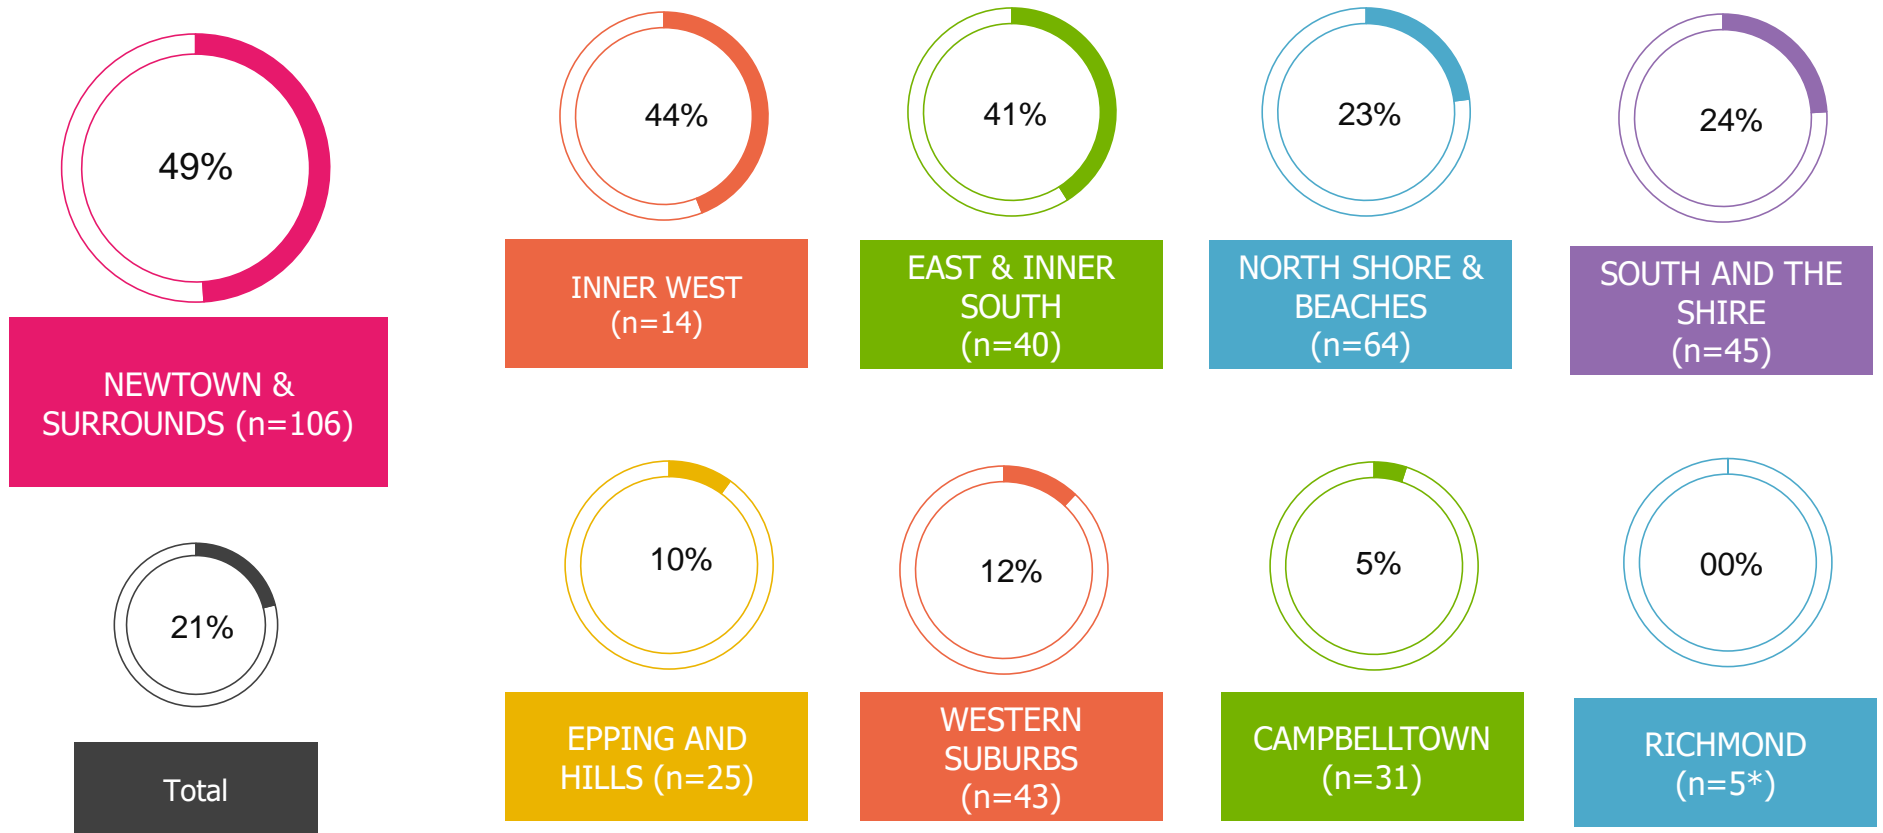 49%
NEWTOWN &
SURROUNDS (n=106)
44%
INNER WEST
(n=14)
41%
EAST & INNER
SOUTH
(n=40)
23%
NORTH SHORE &
BEACHES
(n=64)
24%
SOUTH AND THE
SHIRE
(n=45)
21%
Total
10%
EPPING AND
HILLS (n=25)
12%
WESTERN
SUBURBS
(n=43)
5%
CAMPBELLTOWN
(n=31)
00%
RICHMOND
(n=5*)